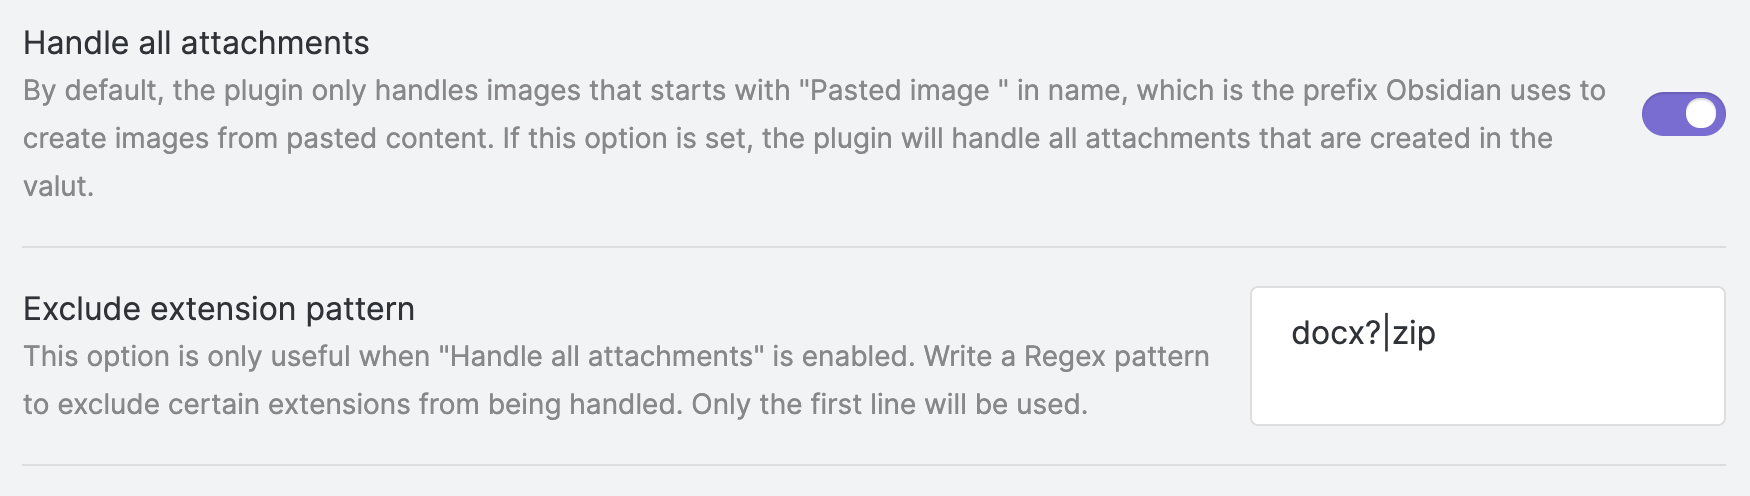 Handle all attachments
By default, the plugin only handles images that starts with "Pasted image " in name, which is the prefix Obsidian uses to
create images from pasted content. If this option is set, the plugin will handle all attachments that are created in the
valut.
Exclude extension pattern
This option is only useful when "Handle all attachments" is enabled. Write a Regex pattern
to exclude certain extensions from being handled. Only the first line will be used.
docx?|zip